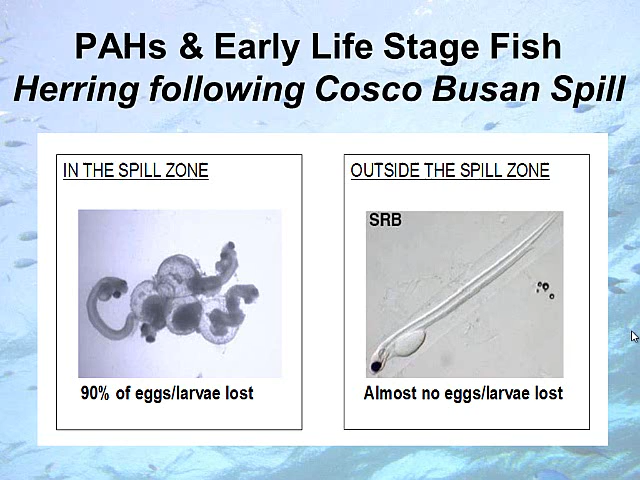 PAHs & Early Life Stage Fish
Herring following Cosco Busan Spill
IN THE SPILL ZONE
90% of eggs/larvae lost
OUTSIDE THE SPILL ZONE
SRB
Almost no eggs/larvae lost